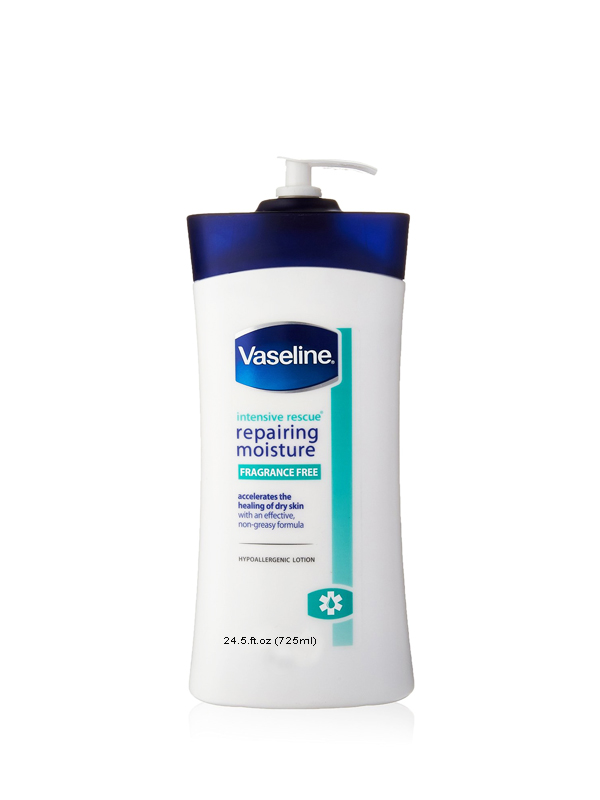 Vaseline®
intensive rescue®
repairing
moisture
FRAGRANCE FREE
accelerates the
healing of dry skin
with an effective,
non-greasy formula
HYPOALLERGENIC LOTION
24.5.ft.oz (725ml)